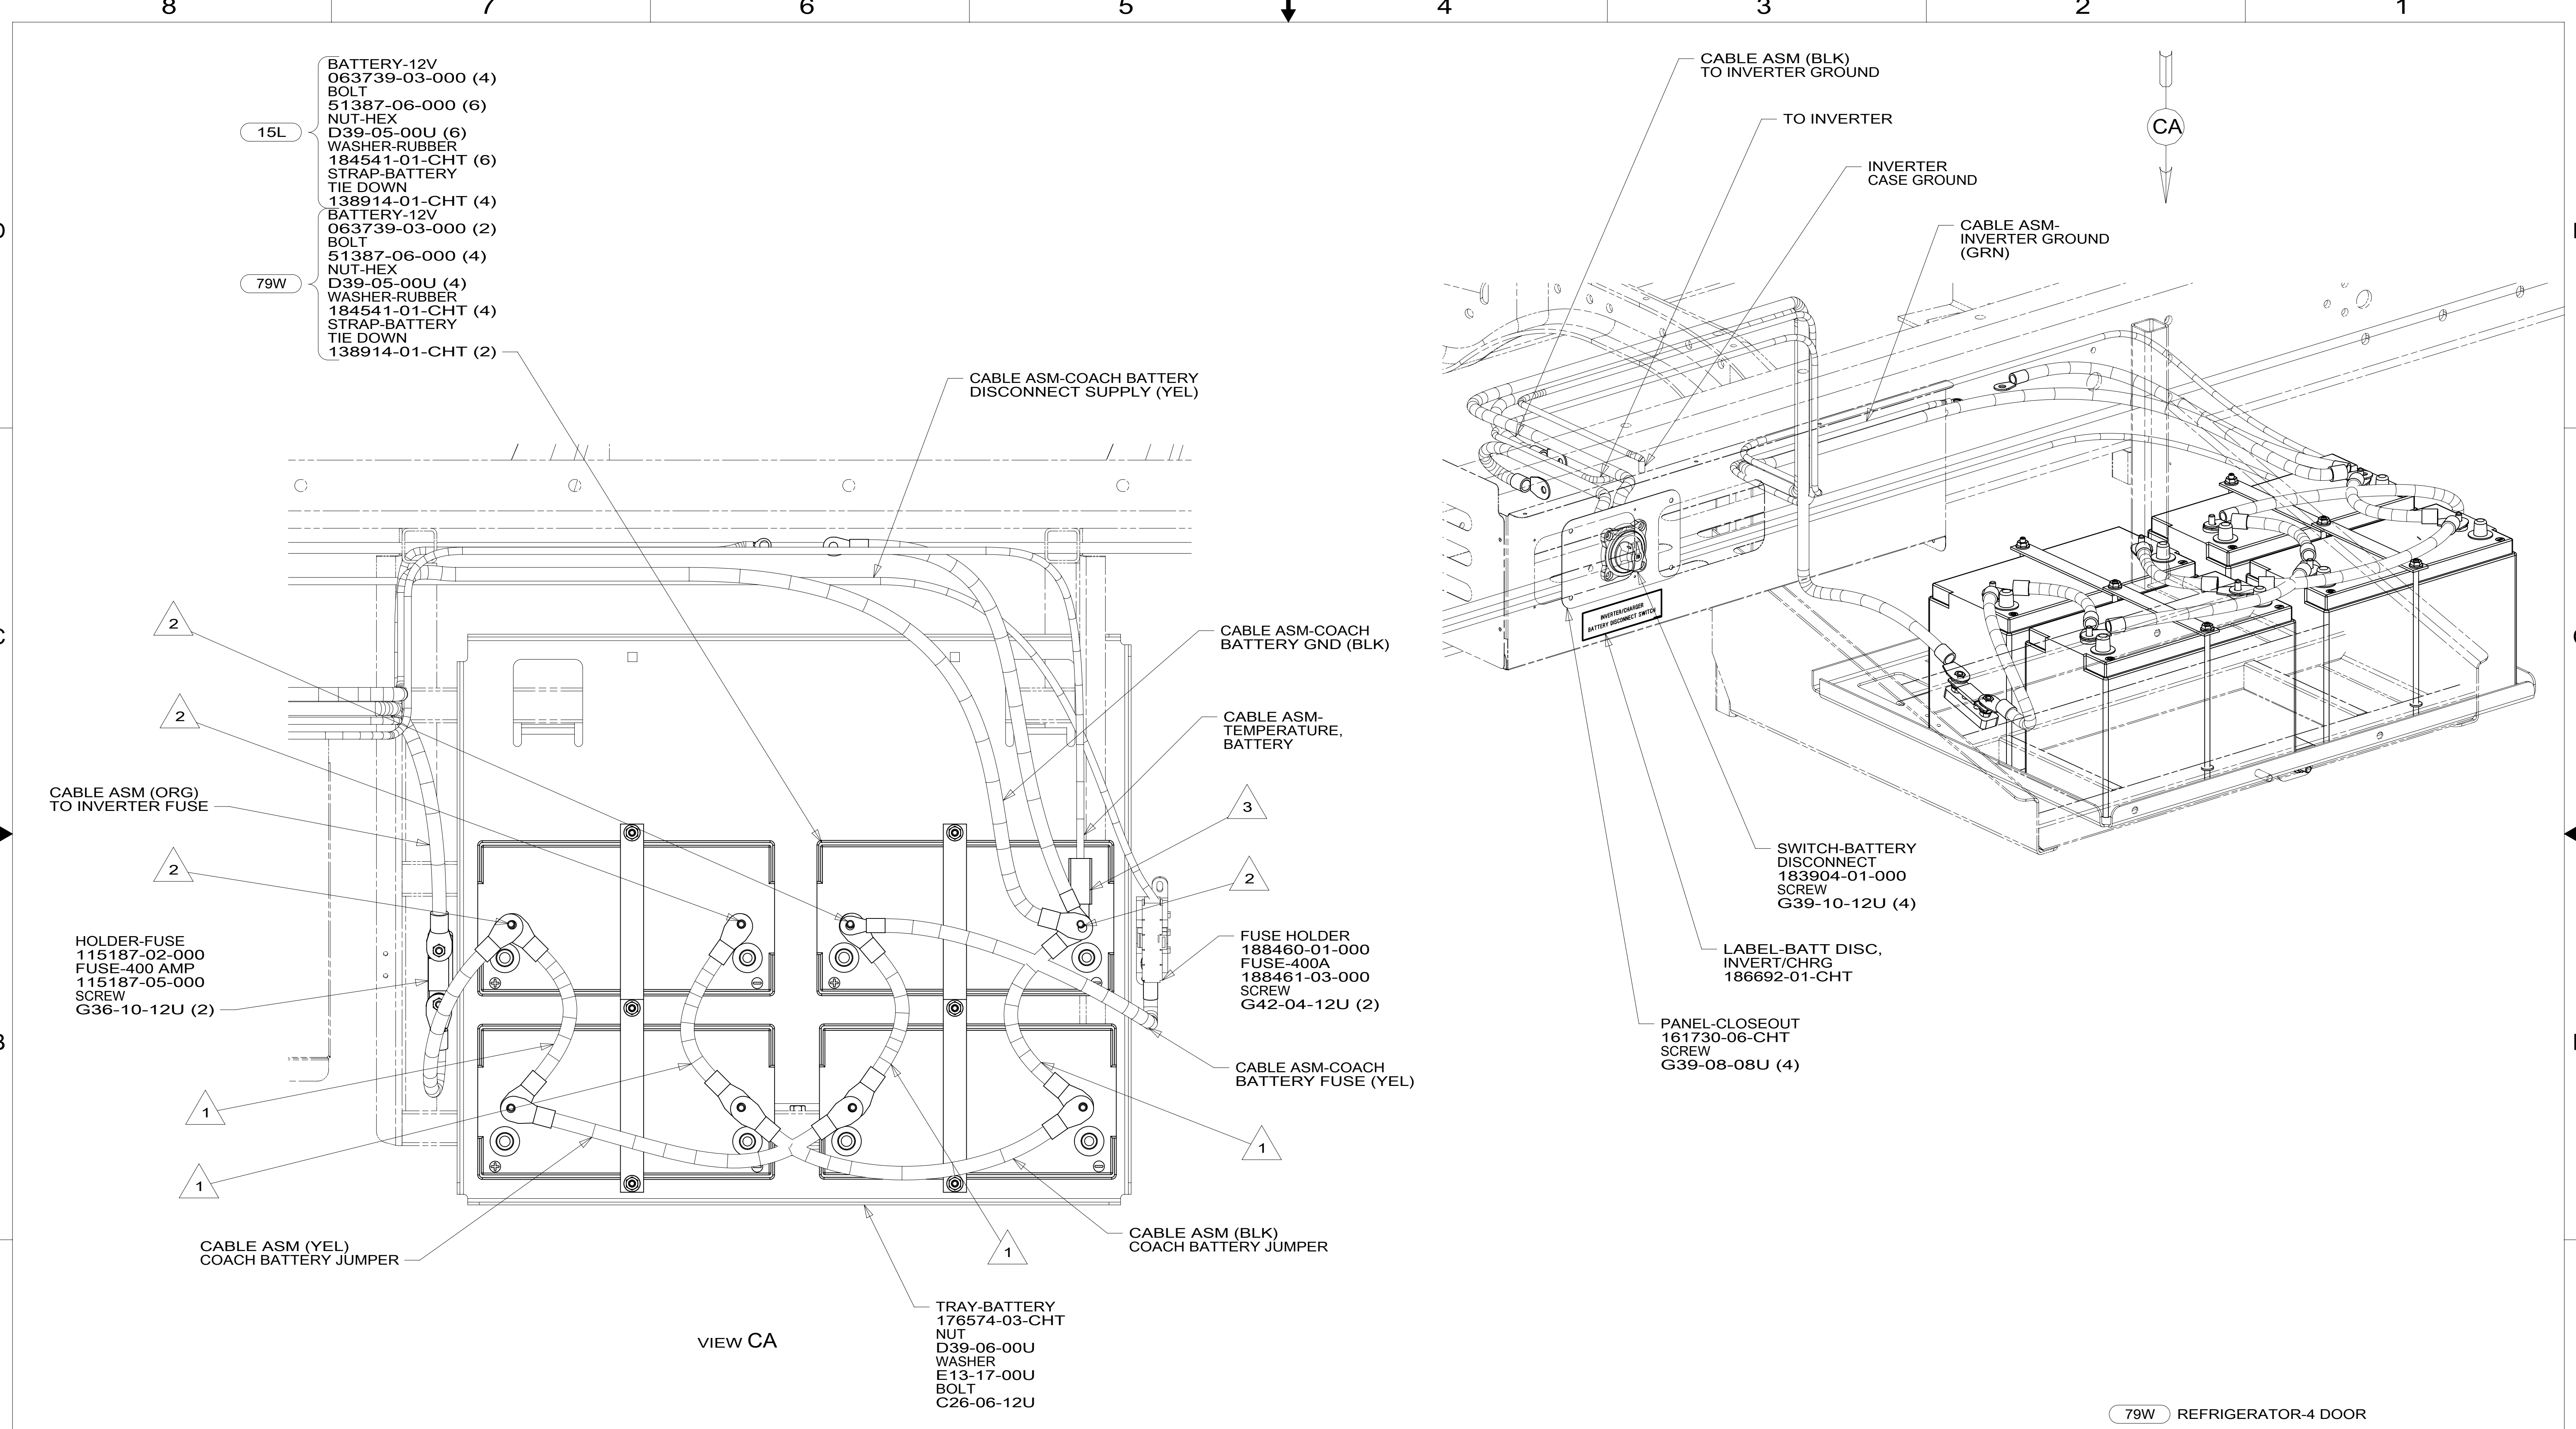 8 7 6 5 4 3 2 1
BATTERY-12V
063739-03-000 (4)
BOLT
51387-06-000 (6)
NUT-HEX
15L
D39-05-00U (6)
WASHER-RUBBER
184541-01-CHT (6)
STRAP-BATTERY
TIE DOWN
138914-01-CHT (4)
BATTERY-12V
063739-03-000 (2)
BOLT
51387-06-000 (4)
NUT-HEX
79W
D39-05-00U (4)
WASHER-RUBBER
184541-01-CHT (4)
STRAP-BATTERY
TIE DOWN
138914-01-CHT (2)
CABLE ASM-COACH BATTERY
DISCONNECT SUPPLY (YEL)
2
CABLE ASM-COACH
BATTERY GND (BLK)
2
CABLE ASM-
TEMPERATURE,
BATTERY
CABLE ASM (ORG)
TO INVERTER FUSE
3
2
2
HOLDER-FUSE
115187-02-000
FUSE-400 AMP
115187-05-000
SCREW
G36-10-12U (2)
FUSE HOLDER
188460-01-000
FUSE-400A
188461-03-000
SCREW
G42-04-12U (2)
CABLE ASM-COACH
BATTERY FUSE (YEL)
1
1
1
1
CABLE ASM (YEL)
COACH BATTERY JUMPER
CABLE ASM (BLK)
COACH BATTERY JUMPER
TRAY-BATTERY
176574-03-CHT
NUT
D39-06-00U
WASHER
E13-17-00U
BOLT
C26-06-12U
VIEW CA
CABLE ASM (BLK)
TO INVERTER GROUND
TO INVERTER
CA
INVERTER
CASE GROUND
CABLE ASM-
INVERTER GROUND
(GRN)
INVERTER/CHARGER
BATTERY DISCONNECT SWITCH
SWITCH-BATTERY
DISCONNECT
183904-01-000
SCREW
G39-10-12U (4)
LABEL-BATT DISC,
INVERT/CHRG
186692-01-CHT
PANEL-CLOSEOUT
161730-06-CHT
SCREW
G39-08-08U (4)
79W REFRIGERATOR-4 DOOR